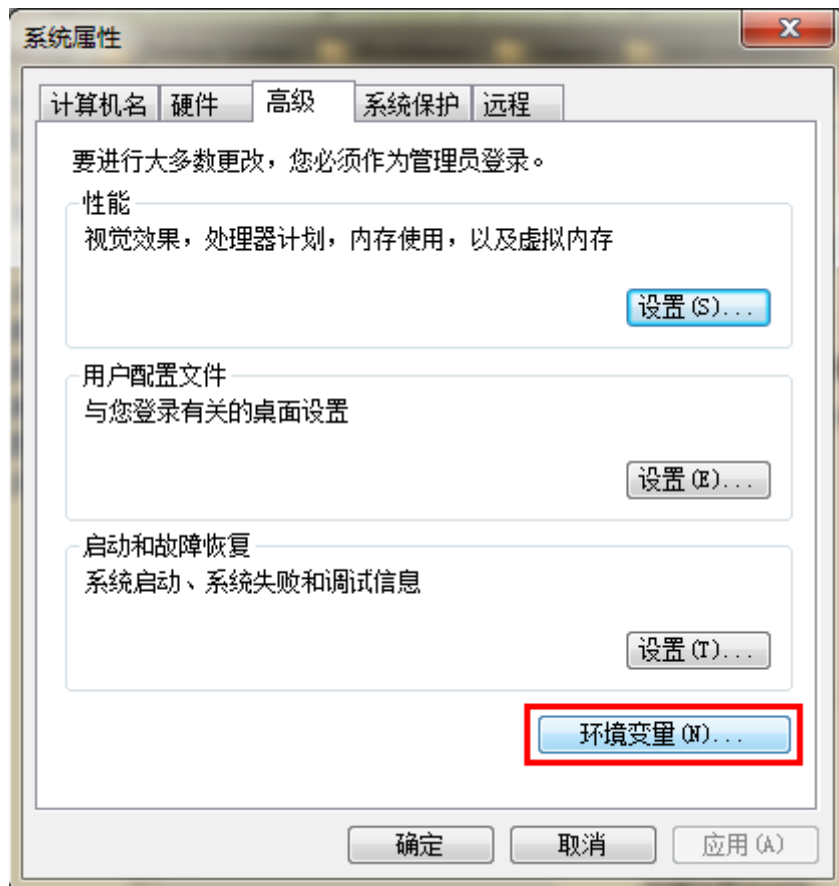 系统属性
计算机名 硬件 高级 系统保护 远程
要进行大多数更改，您必须作为管理员登录。
性能
视觉效果，处理器计划，内存使用，以及虚拟内存
设置(S)...
用户配置文件
与您登录有关的桌面设置
设置(E)...
启动和故障恢复
系统启动、系统失败和调试信息
设置(T)...
环境变量(N)...
确定 取消 应用(A)